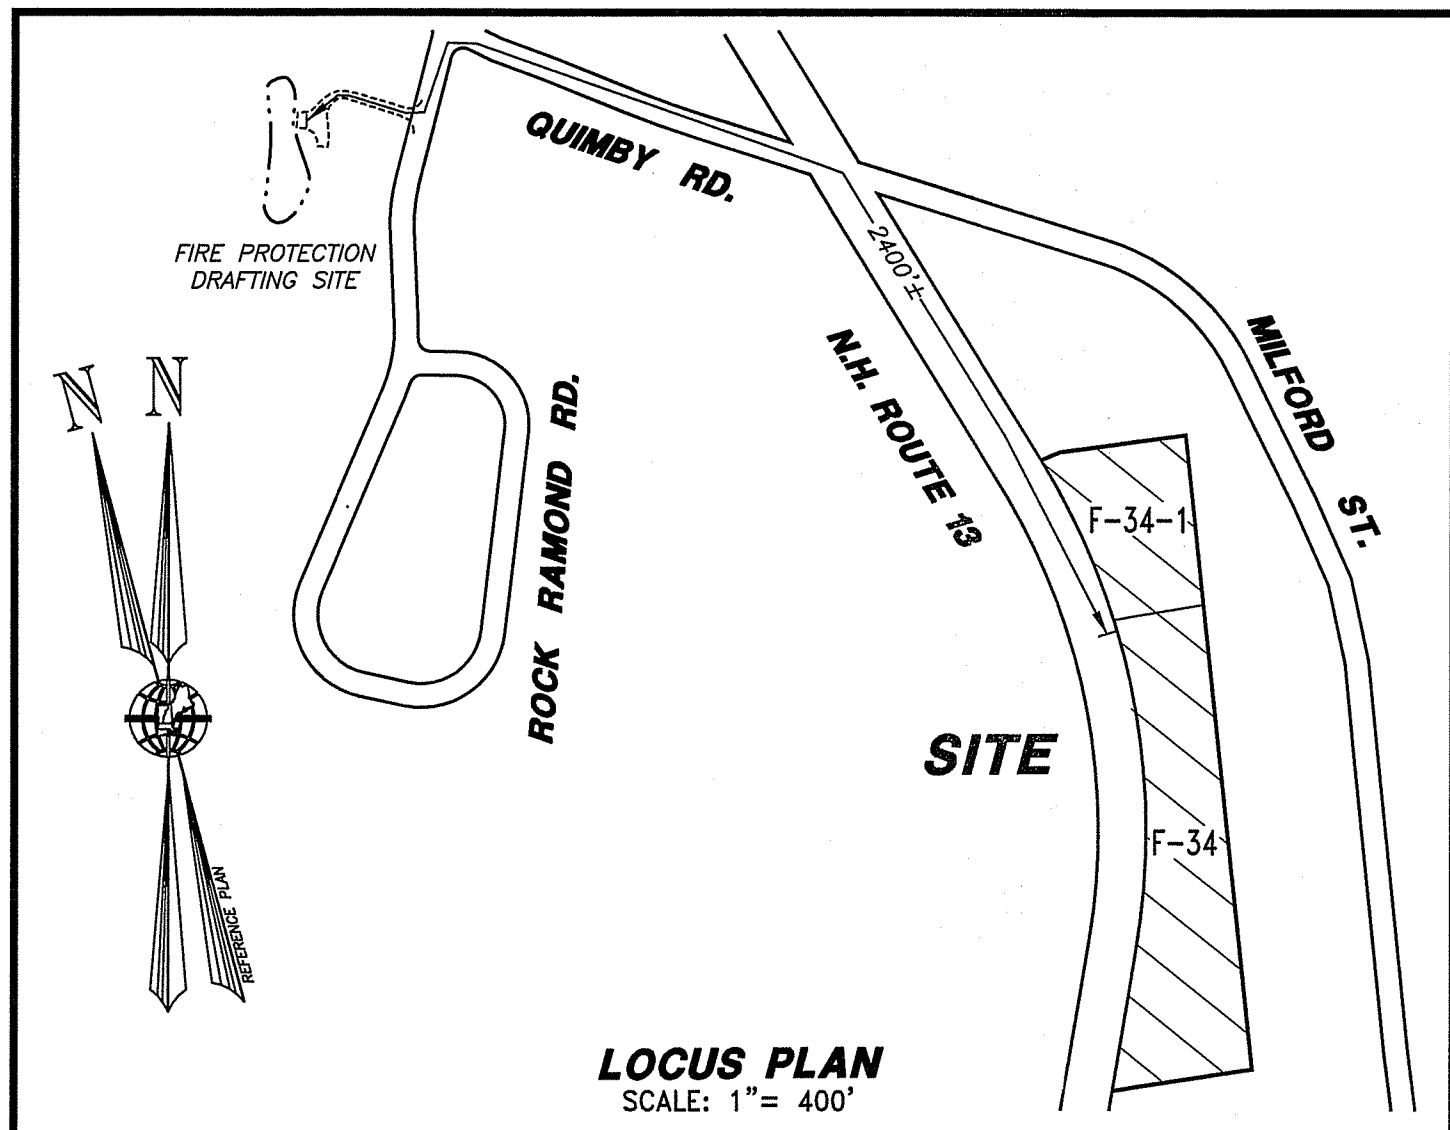 QUIMBY RD.
FIRE PROTECTION
DRAFTING SITE
2400'±
N.H. ROUTE 13
MILFORD ST.
N N
ROCK RAMOND RD.
F-34-1
SITE
F-34
REFERENCE PLAN
LOCUS PLAN
SCALE: 1"= 400'